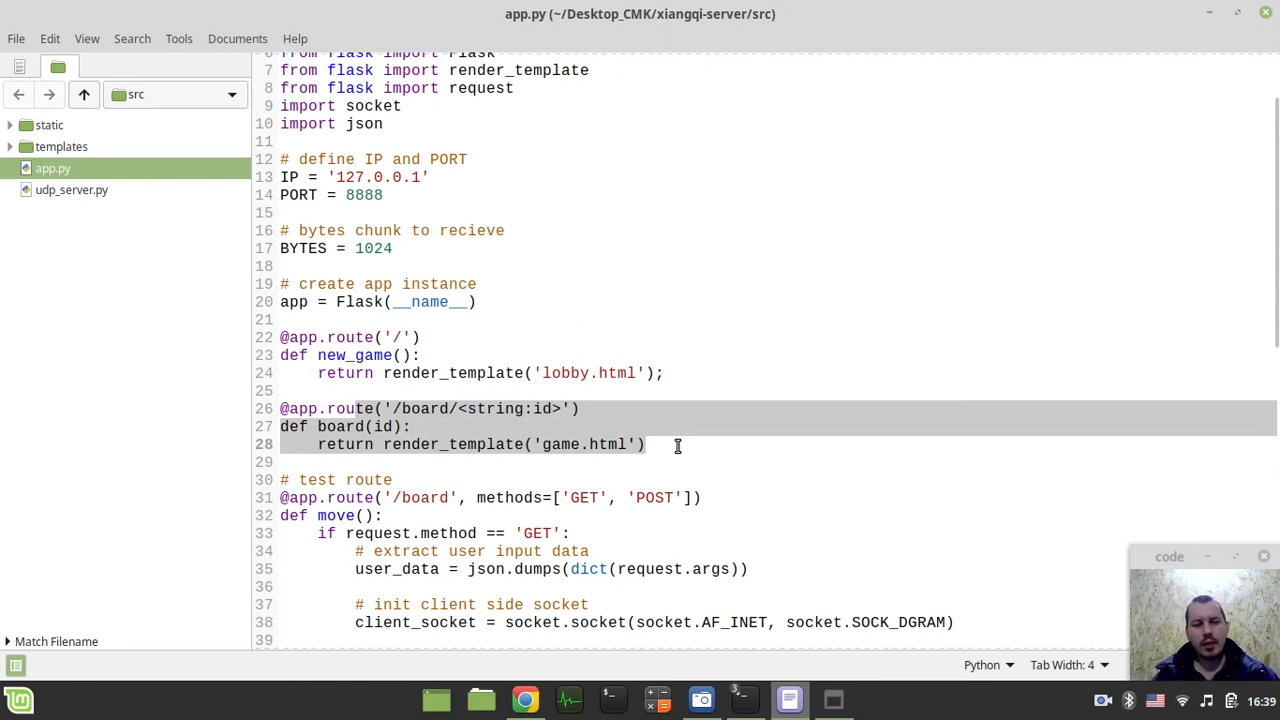 app.py (~/Desktop_CMK/xiangqi-server/src)
File Edit View Search Tools Documents Help
src
static
templates
app.py
udp_server.py
Match Filename
6 from flask import Flask
7 from flask import render_template
8 from flask import request
9 import socket
10 import json
11
12 # define IP and PORT
13 IP = '127.0.0.1'
14 PORT = 8888
15
16 # bytes chunk to recieve
17 BYTES = 1024
18
19 # create app instance
20 app = Flask(__name__)
21
22 @app.route('/')
23 def new_game():
24     return render_template('lobby.html');
25
26 @app.route('/board/<string:id>')
27 def board(id):
28     return render_template('game.html')
29
30 # test route
31 @app.route('/board', methods=['GET', 'POST'])
32 def move():
33     if request.method == 'GET':
34         # extract user input data
35         user_data = json.dumps(dict(request.args))
36
37         # init client side socket
38         client_socket = socket.socket(socket.AF_INET, socket.SOCK_DGRAM)
39
code
Python Tab Width: 4
3
16:39